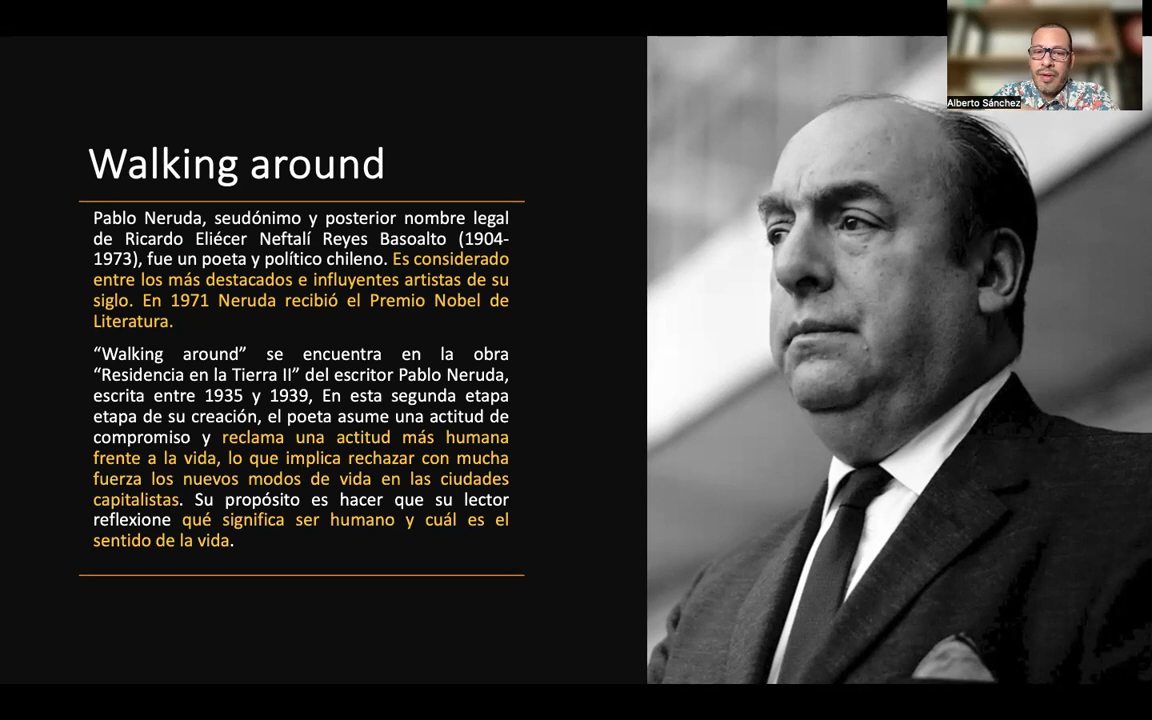 Alberto Sánchez
Walking around
Pablo Neruda, seudónimo y posterior nombre legal
de Ricardo Eliécer Neftalí Reyes Basoalto (1904-
1973), fue un poeta y político chileno. Es considerado
entre los más destacados e influyentes artistas de su
siglo. En 1971 Neruda recibió el Premio Nobel de
Literatura.
“Walking around” se encuentra en la obra
“Residencia en la Tierra II” del escritor Pablo Neruda,
escrita entre 1935 y 1939, En esta segunda etapa
etapa de su creación, el poeta asume una actitud de
compromiso y reclama una actitud más humana
frente a la vida, lo que implica rechazar con mucha
fuerza los nuevos modos de vida en las ciudades
capitalistas. Su propósito es hacer que su lector
reflexione qué significa ser humano y cuál es el
sentido de la vida.